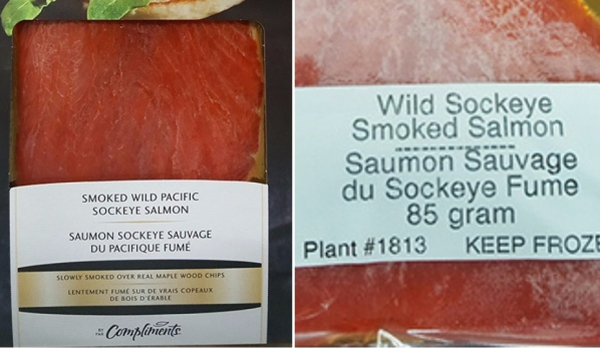 SMOKED WILD PACIFIC
SOCKEYE SALMON
SAUMON SOCKEYE SAUVAGE
DU PACIFIQUE FUMÉ
SLOWLY SMOKED OVER REAL MAPLE WOOD CHIPS
LENTEMENT FUMÉ SUR DE VRAIS COPEAUX
DE BOIS D'ÉRABLE
Compliments
Wild Sockeye
Smoked Salmon
Saumon Sauvage
du Sockeye Fume
85 gram
Plant #1813 KEEP FROZE